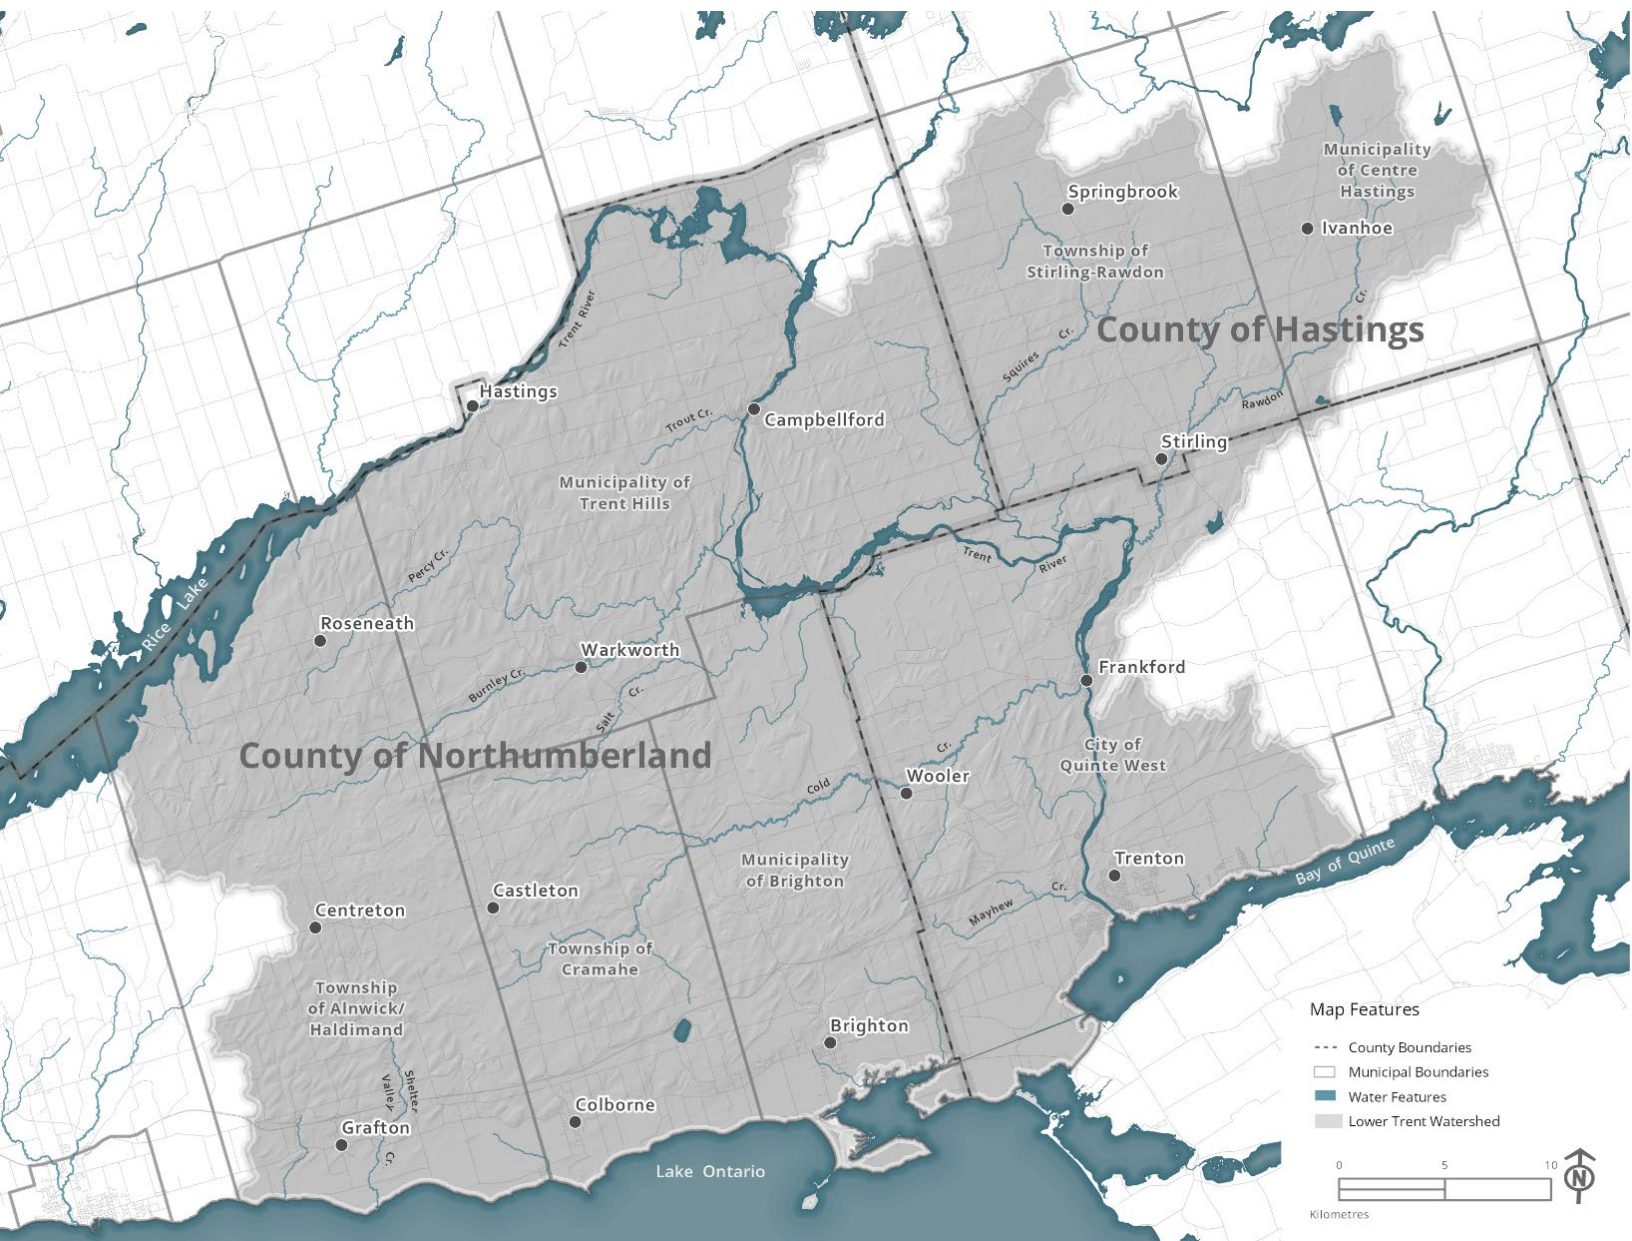 Municipality
of Centre
Hastings
Springbrook
Ivanhoe
Township of
Stirling-Rawdon
Cr.
County of Hastings
Trent River
Squires
Cr.
Hastings
Rawdon
Trout Cr.
Campbellford
Stirling
Municipality of
Trent Hills
Trent
River
Percy Cr.
Rice Lake
Roseneath
Warkworth
Frankford
Burnley Cr.
Salt
Cr.
County of Northumberland
City of
Quinte West
Cold
Cr.
Wooler
Municipality
of Brighton
Trenton
Bay of Quinte
Castleton
Mayhew
Cr.
Centreton
Township of
Cramahe
Township
of Alnwick/
Haldimand
Brighton
Shelter
Valley
Cr.
Colborne
Grafton
Lake Ontario
Map Features
County Boundaries
Municipal Boundaries
Water Features
Lower Trent Watershed
0 5 10
Kilometres
N